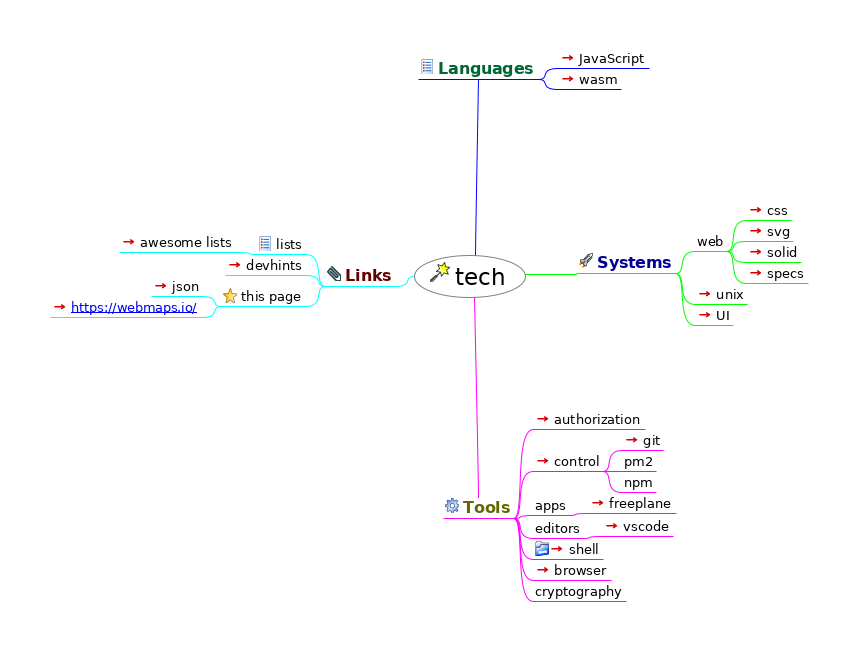 Languages
JavaScript
wasm
tech
Systems
web
css
svg
solid
specs
unix
UI
Links
lists
awesome lists
devhints
this page
json
https://webmaps.io/
Tools
authorization
control
git
pm2
npm
apps
freeplane
editors
vscode
shell
browser
cryptography